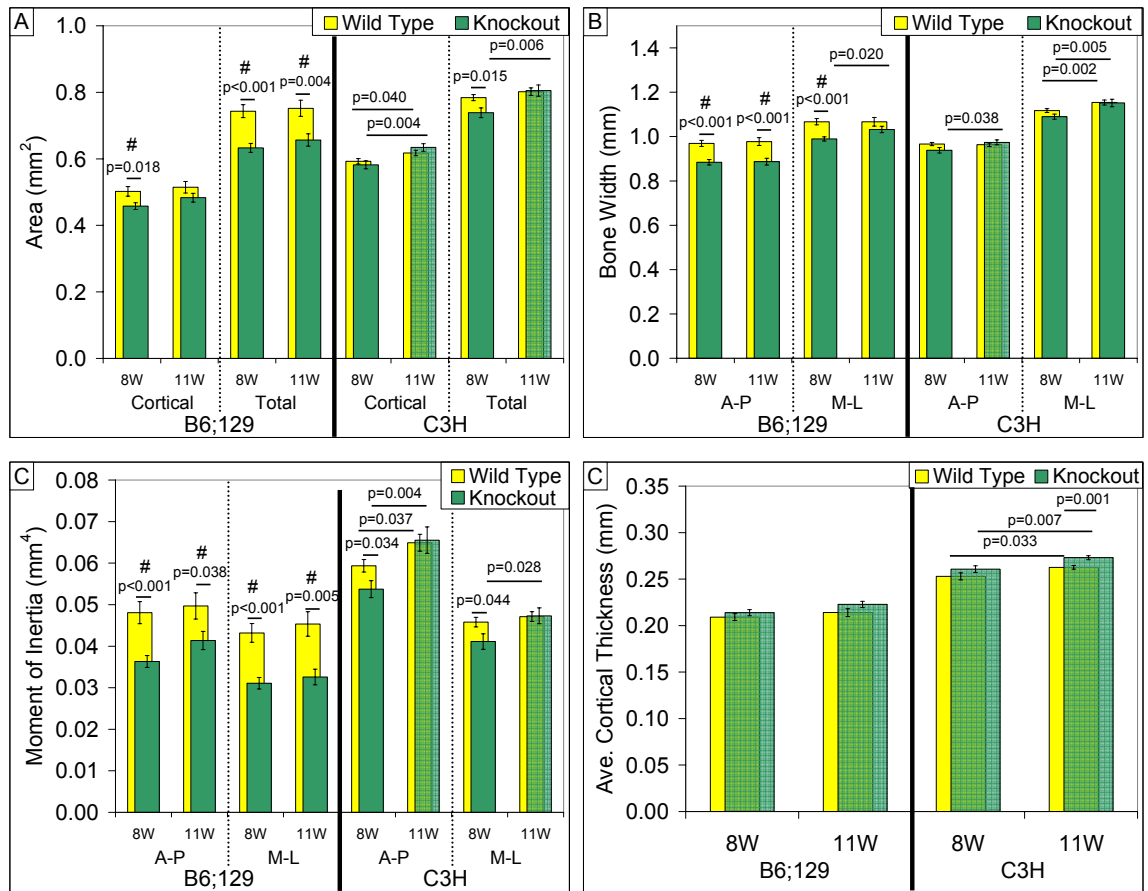 A
Wild Type Knockout
Area (mm²)
1.0
0.8
0.6
0.4
0.2
0.0
#
p=0.018
#
p<0.001
#
p=0.004
p=0.040
p=0.004
p=0.015
p=0.006
8W 11W 8W 11W 8W 11W 8W 11W
Cortical Total Cortical Total
B6;129 C3H
B
Wild Type Knockout
Bone Width (mm)
1.4
1.2
1.0
0.8
0.6
0.4
0.2
0.0
#
p<0.001
#
p<0.001
#
p<0.001
p=0.020
p=0.038
p=0.005
p=0.002
8W 11W 8W 11W 8W 11W 8W 11W
A-P M-L A-P M-L
B6;129 C3H
C
Wild Type
Knockout
Moment of Inertia (mm⁴)
0.08
0.07
0.06
0.05
0.04
0.03
0.02
0.01
0.00
#
p<0.001
#
p=0.038
#
p<0.001
#
p=0.005
p=0.004
p=0.037
p=0.034
p=0.028
p=0.044
8W 11W 8W 11W 8W 11W 8W 11W
A-P M-L A-P M-L
B6;129 C3H
C
Wild Type Knockout
Ave. Cortical Thickness (mm)
0.35
0.30
0.25
0.20
0.15
0.10
0.05
0.00
p=0.001
p=0.007
p=0.033
8W 11W 8W 11W
B6;129 C3H